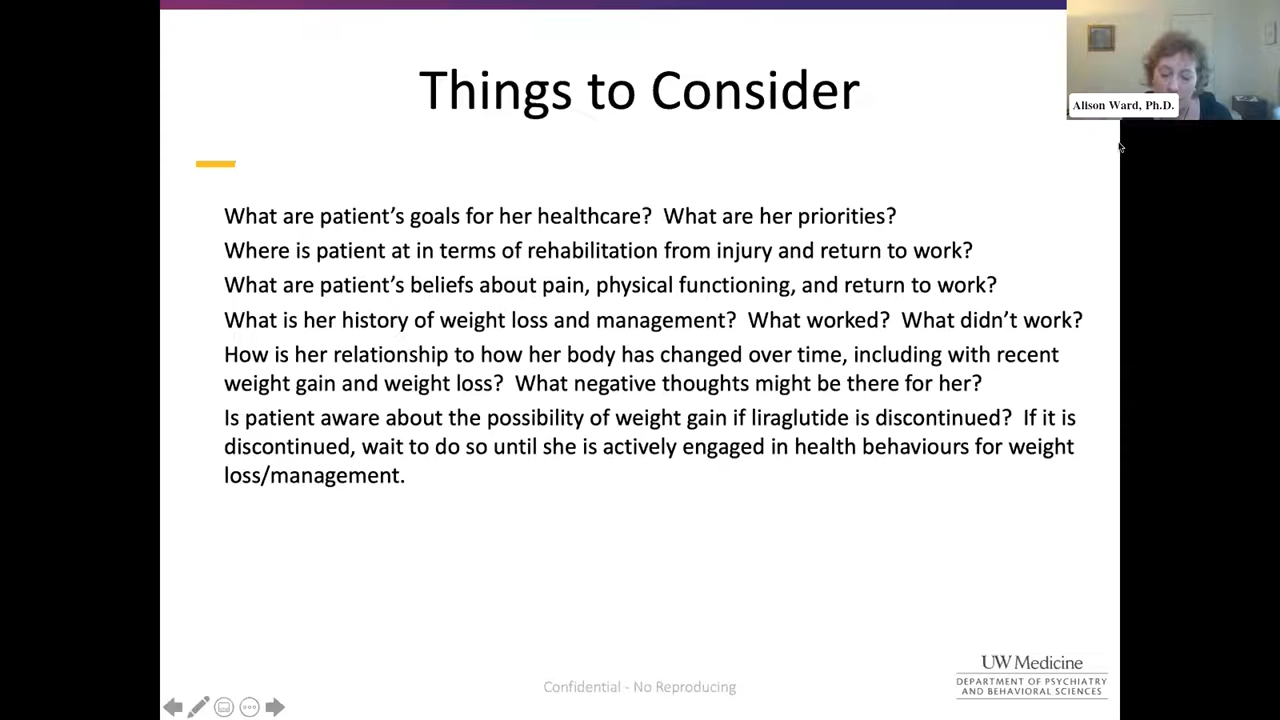 Things to Consider
Alison Ward, Ph.D.
What are patient’s goals for her healthcare?  What are her priorities?
Where is patient at in terms of rehabilitation from injury and return to work?
What are patient’s beliefs about pain, physical functioning, and return to work?
What is her history of weight loss and management?  What worked?  What didn’t work?
How is her relationship to how her body has changed over time, including with recent
weight gain and weight loss?  What negative thoughts might be there for her?
Is patient aware about the possibility of weight gain if liraglutide is discontinued?  If it is
discontinued, wait to do so until she is actively engaged in health behaviours for weight
loss/management.
Confidential - No Reproducing
UW Medicine
DEPARTMENT OF PSYCHIATRY
AND BEHAVIORAL SCIENCES